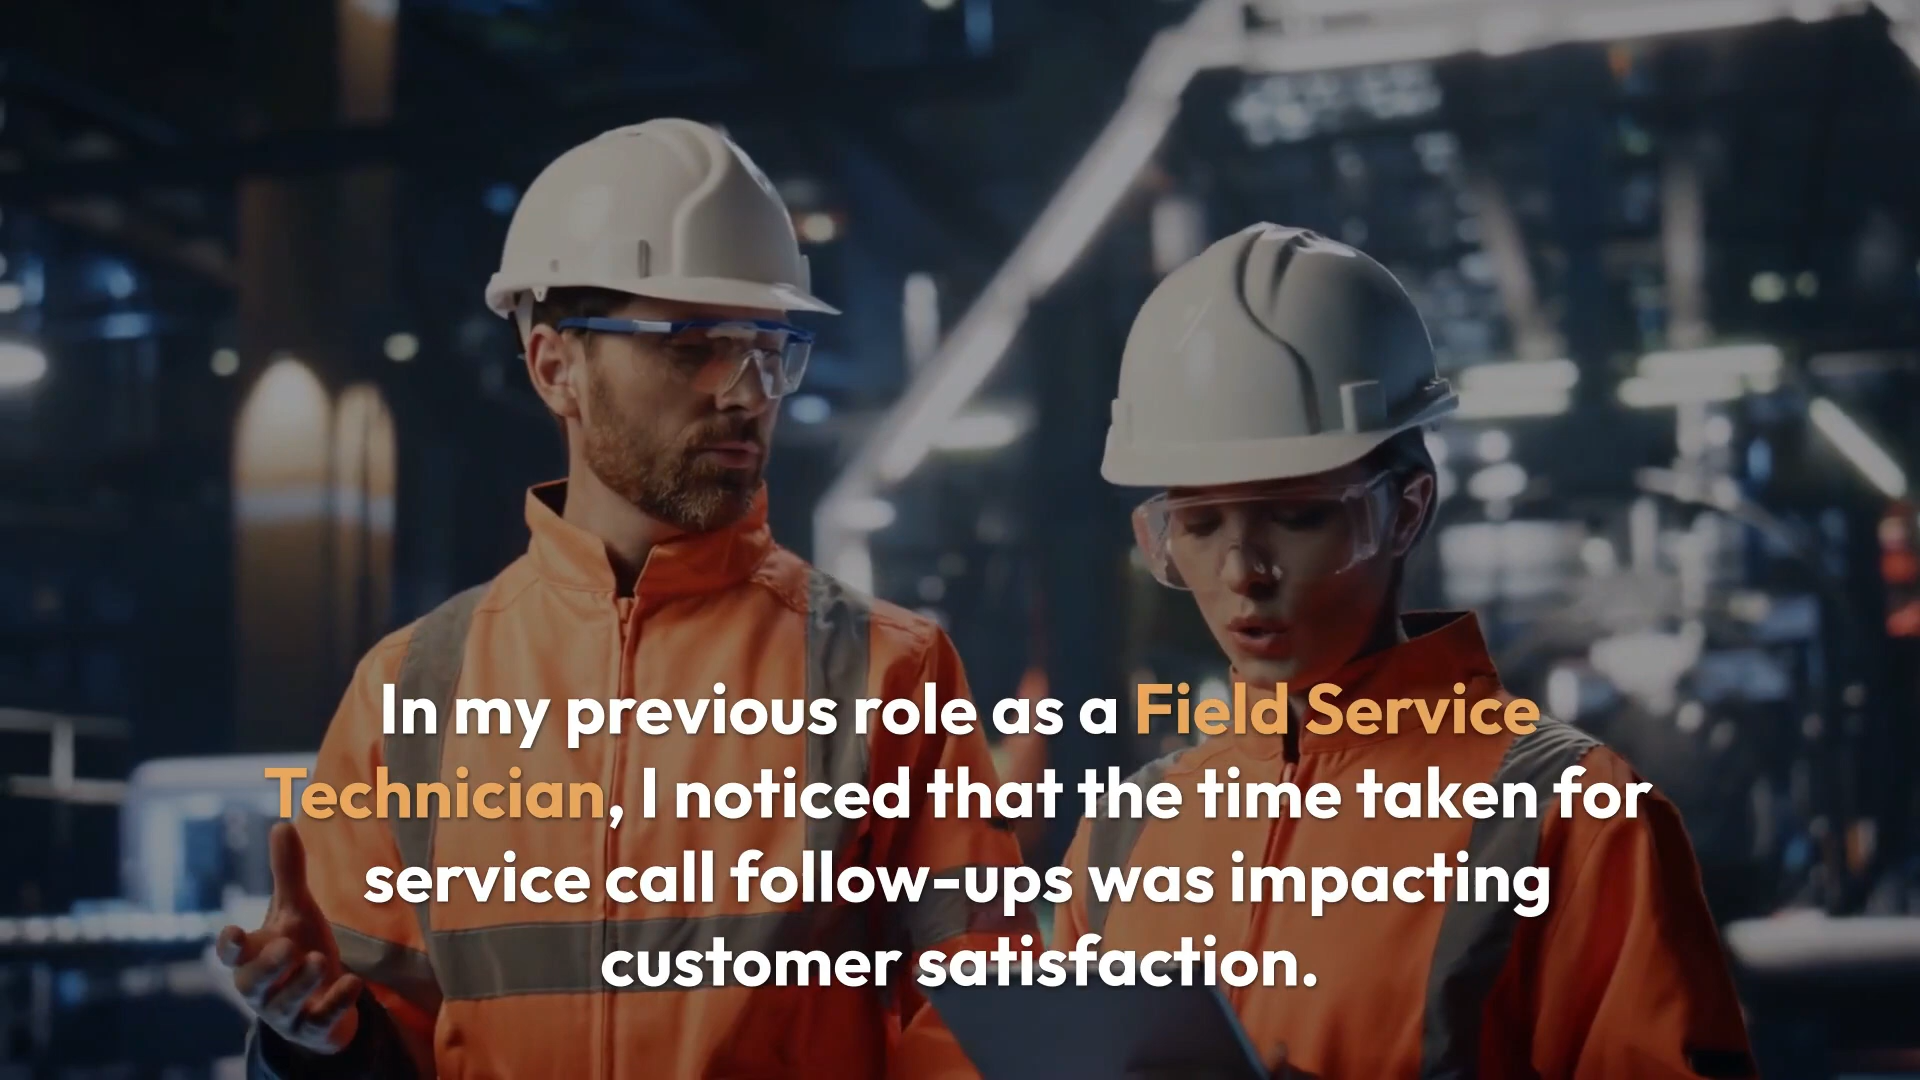 In my previous role as a Field Service
Technician, I noticed that the time taken for
service call follow-ups was impacting
customer satisfaction.